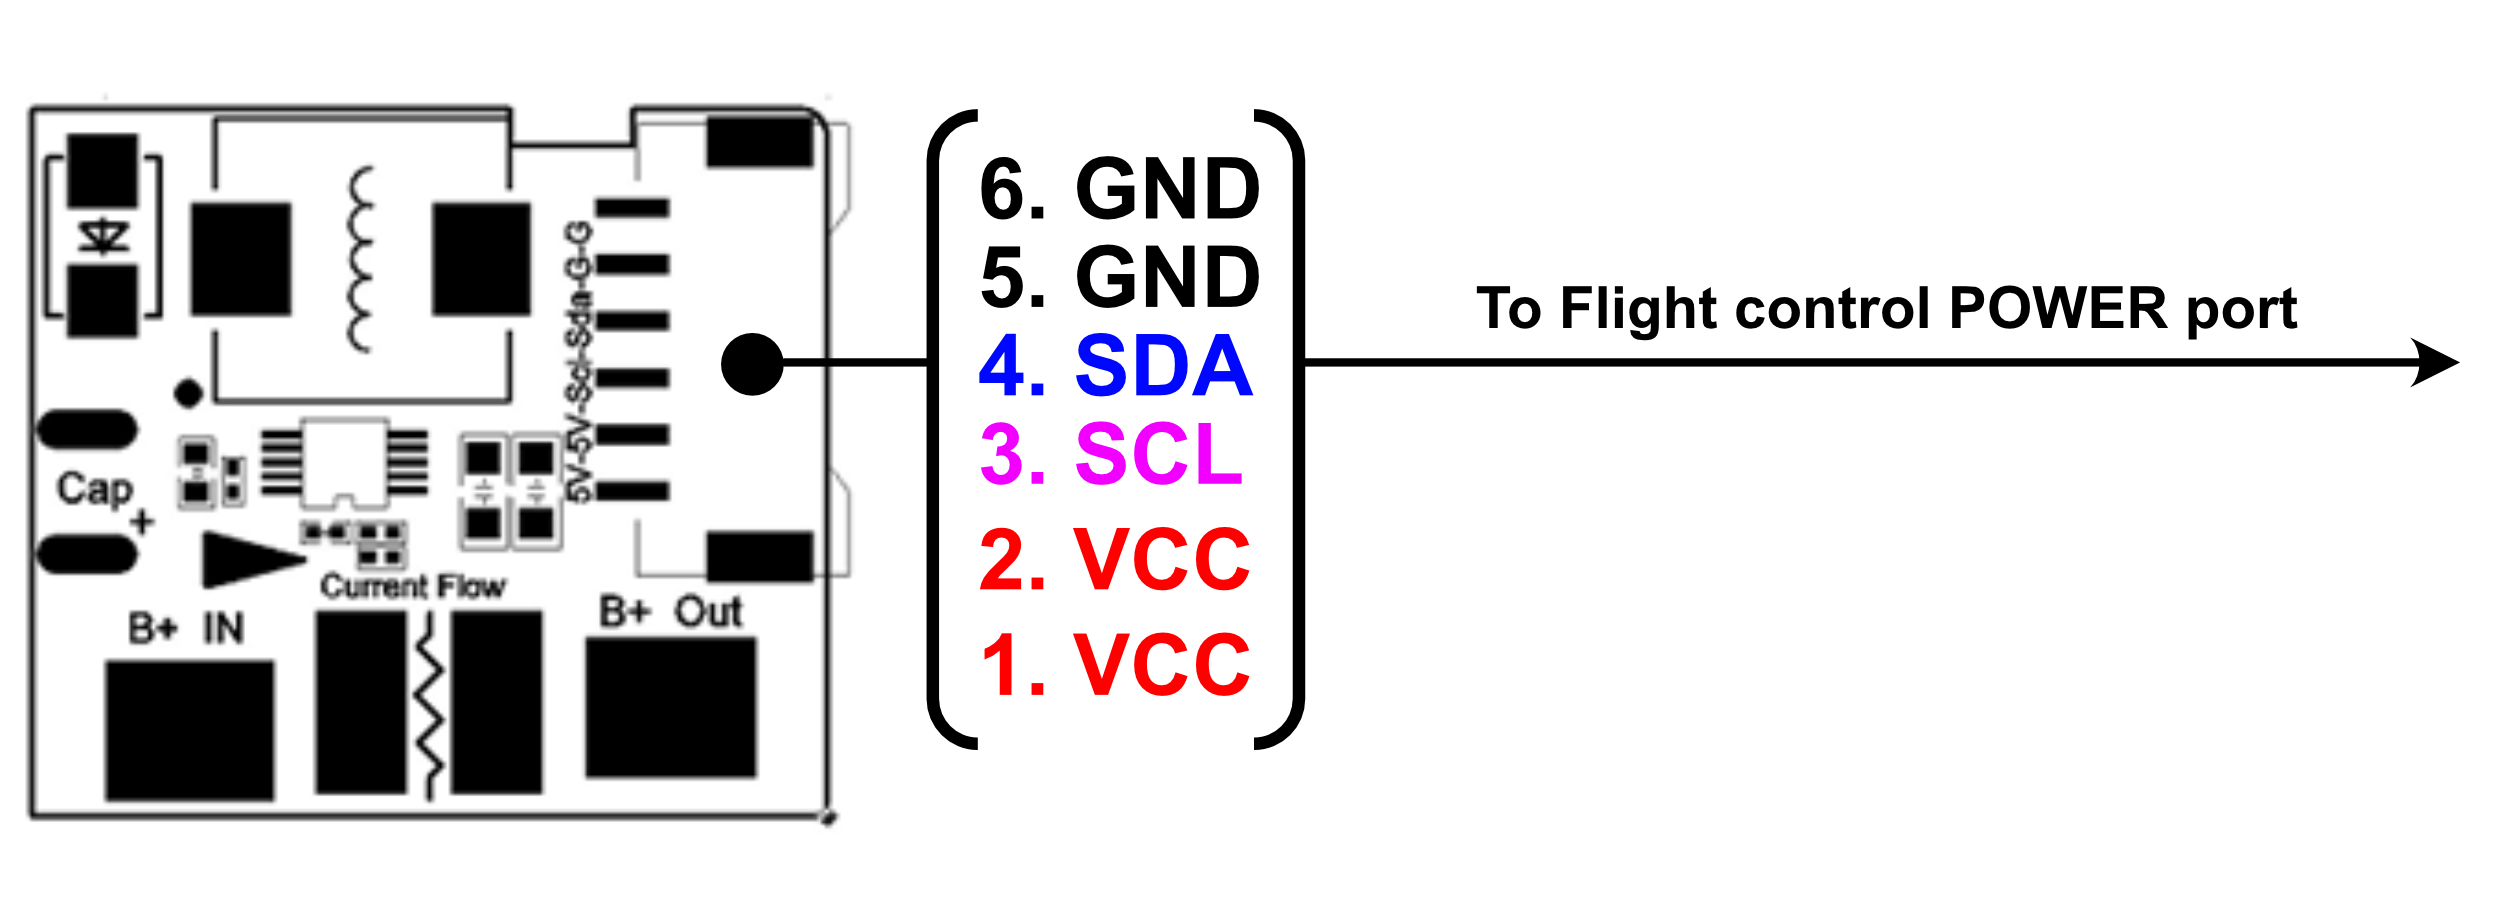 5V-5V-Scl-Sda-G-G
Cap
+
Current Flow
B+ IN
B+ Out
6. GND
5. GND
4. SDA
3. SCL
2. VCC
1. VCC
To Flight control POWER port